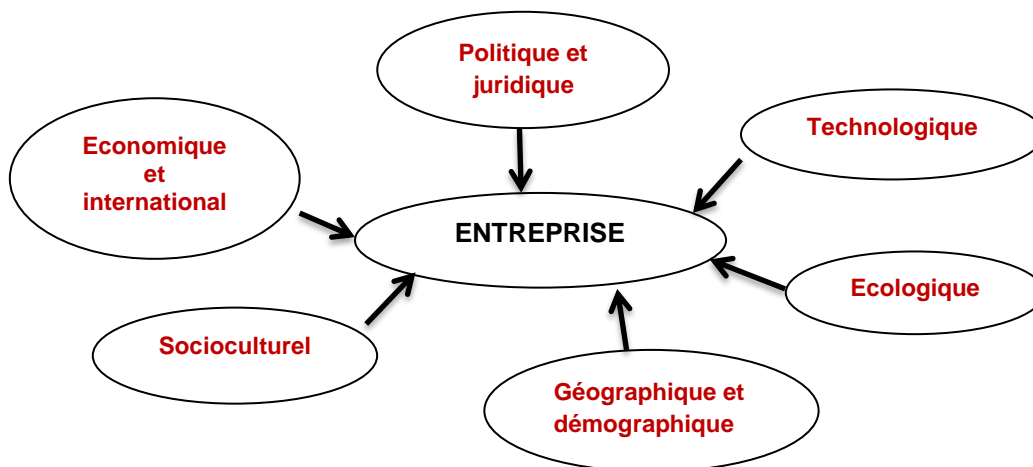 Politique et
juridique
Technologique
Economique
et
international
ENTREPRISE
Ecologique
Socioculturel
Géographique et
démographique